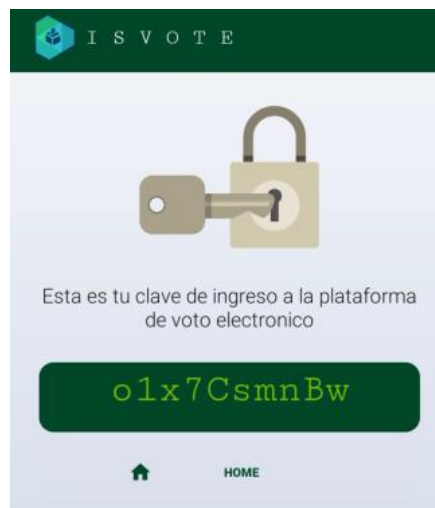 I S V O T E
Esta es tu clave de ingreso a la plataforma
de voto electronico
o1x7CsmnBw
HOME